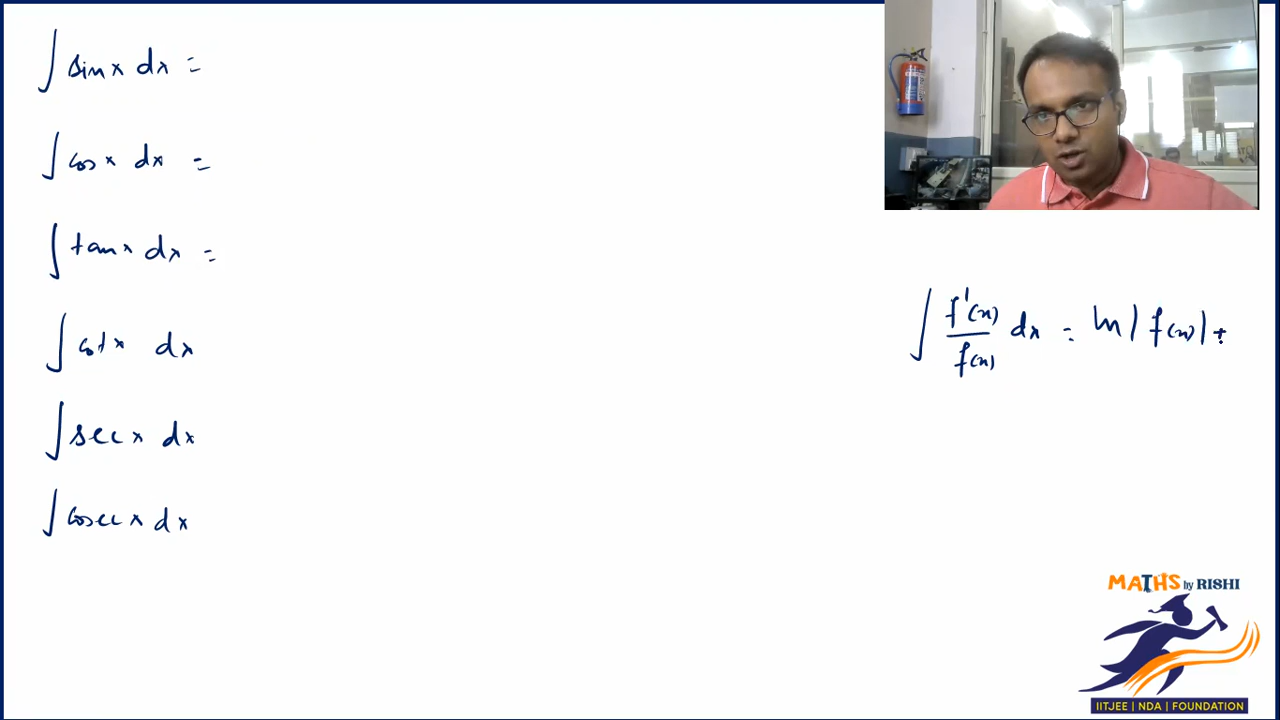 ∫ sin x dx =
∫ cos x dx =
∫ tan x dx =
∫ cot x dx
∫ sec x dx
∫ cosec x dx
∫ f'(x)/f(x) dx = ln | f(x) | +
MATHS by RISHI
IITJEE | NDA | FOUNDATION